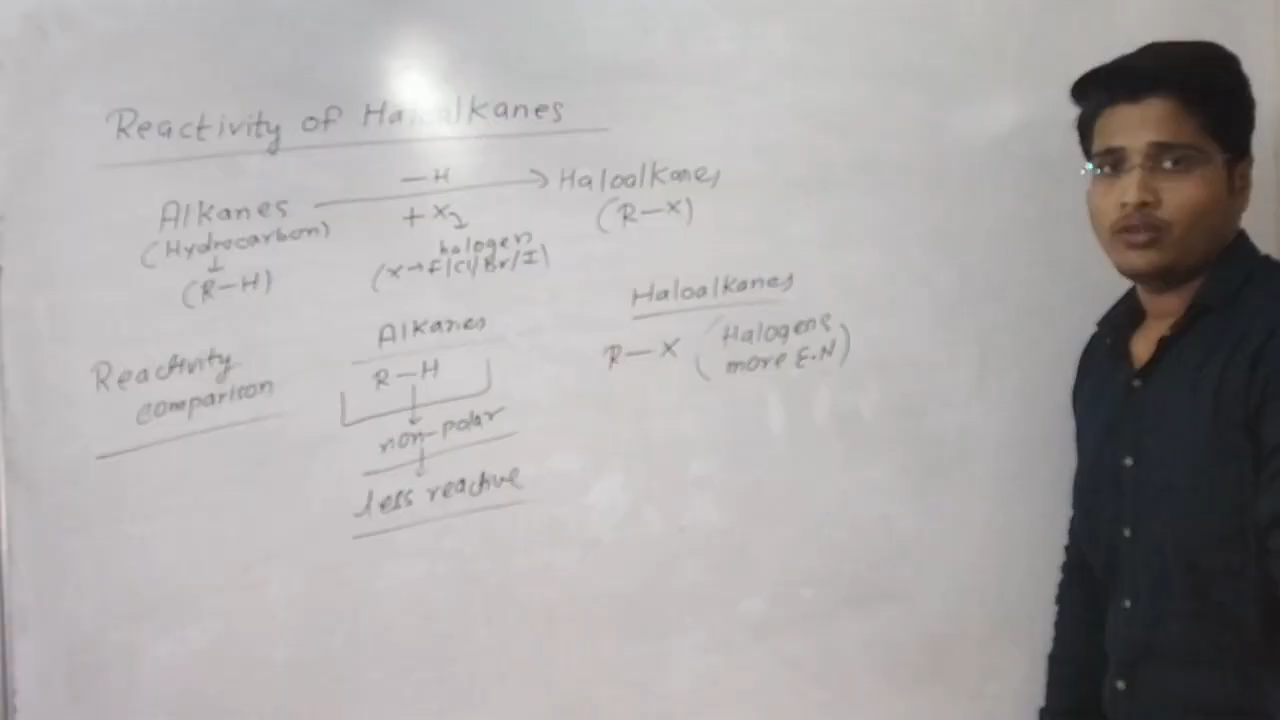 Reactivity of Haloalkanes
Alkanes
(Hydrocarbon)
↓
(R-H)
-H
+ X2
halogen
(X→F/Cl/Br/I)
Haloalkanes
(R-X)
Reactivity
comparison
Alkanes
R-H
↓
non-polar
↓
less reactive
Haloalkanes
R-X (Halogens
more E.N)